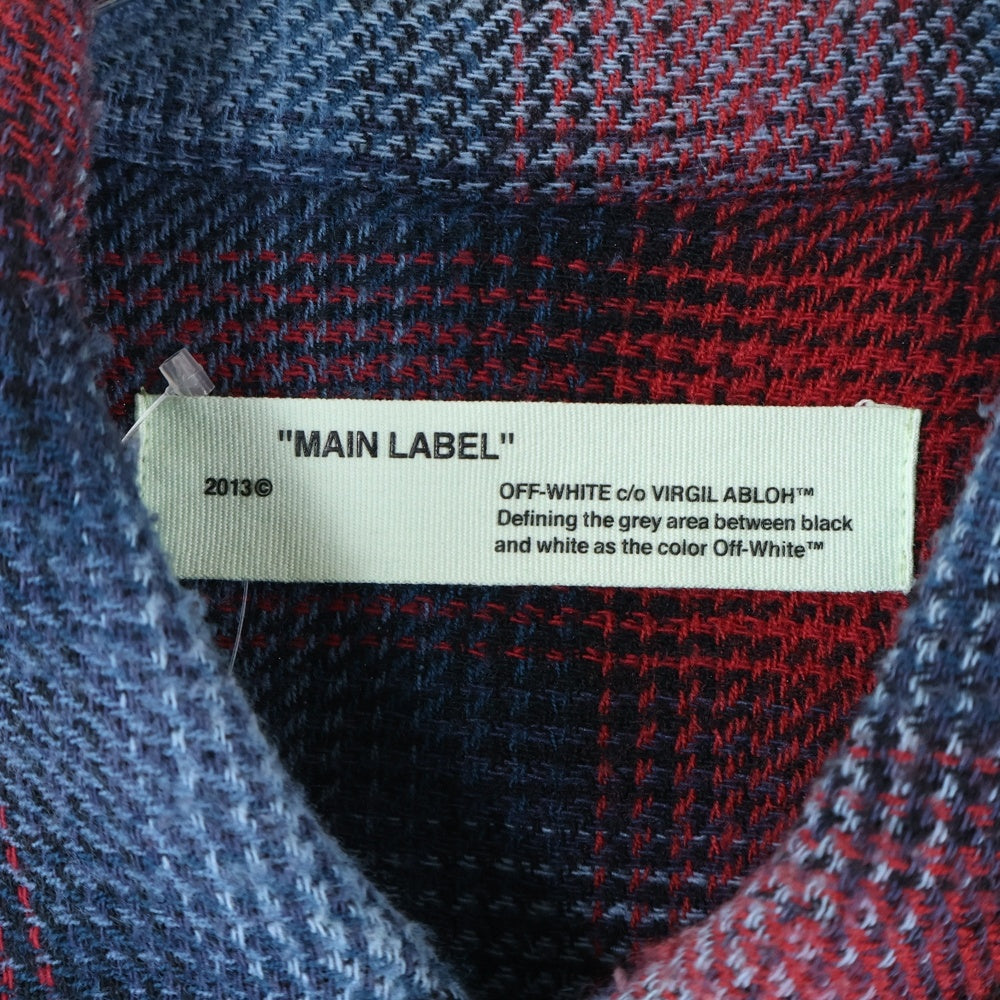 "MAIN LABEL"
2013©
OFF-WHITE c/o VIRGIL ABLOH™
Defining the grey area between black
and white as the color Off-White™